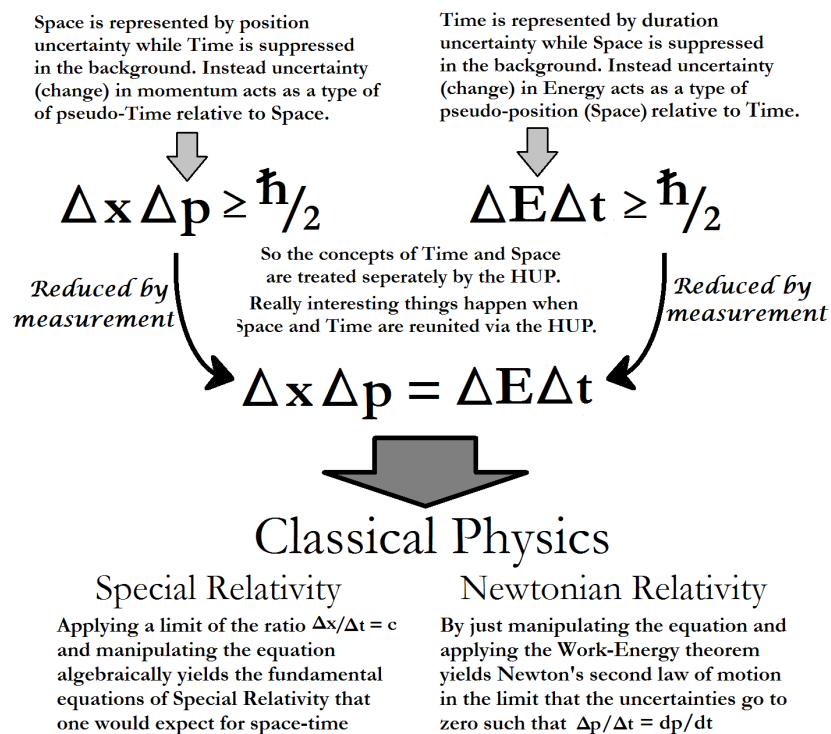 Space is represented by position
uncertainty while Time is suppressed
in the background. Instead uncertainty
(change) in momentum acts as a type of
of pseudo-Time relative to Space.
Time is represented by duration
uncertainty while Space is suppressed
in the background. Instead uncertainty
(change) in Energy acts as a type of
pseudo-position (Space) relative to Time.
Δx Δp ≥ ħ/2
ΔEΔt ≥ ħ/2
So the concepts of Time and Space
are treated seperately by the HUP.
Really interesting things happen when
Space and Time are reunited via the HUP.
Reduced by
measurement
Reduced by
measurement
Δx Δp = ΔEΔt
Classical Physics
Special Relativity
Applying a limit of the ratio Δx/Δt = c
and manipulating the equation
algebraically yields the fundamental
equations of Special Relativity that
one would expect for space-time
Newtonian Relativity
By just manipulating the equation and
applying the Work-Energy theorem
yields Newton's second law of motion
in the limit that the uncertainties go to
zero such that Δp/Δt = dp/dt